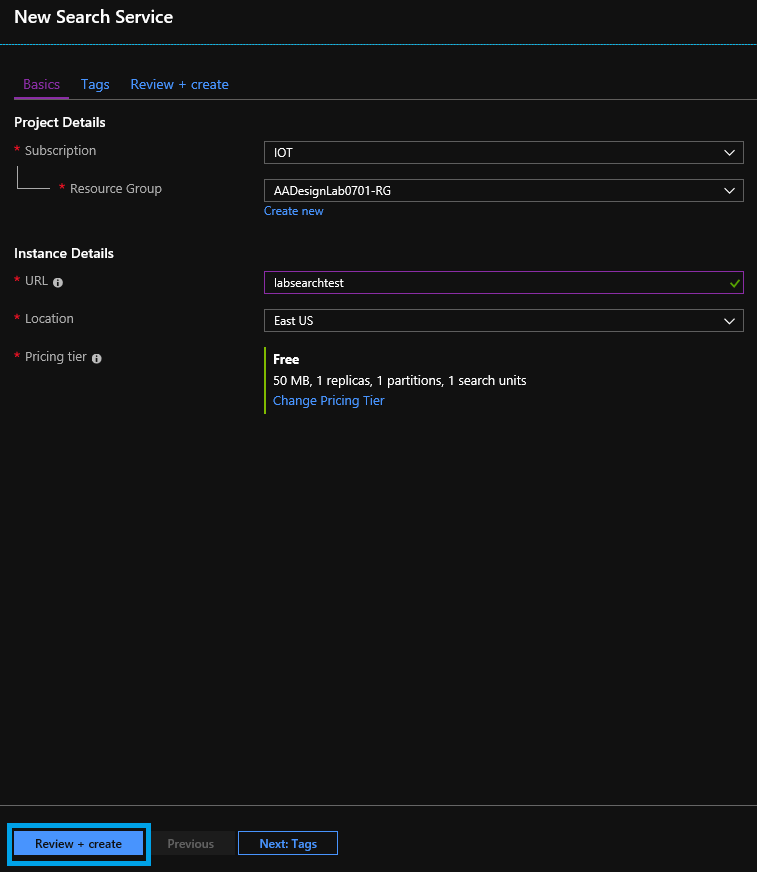 New Search Service
Basics Tags Review + create
Project Details
* Subscription IOT
* Resource Group AADesignLab0701-RG
Create new
Instance Details
* URL labsearchtest
* Location East US
* Pricing tier Free
50 MB, 1 replicas, 1 partitions, 1 search units
Change Pricing Tier
Review + create Previous Next: Tags